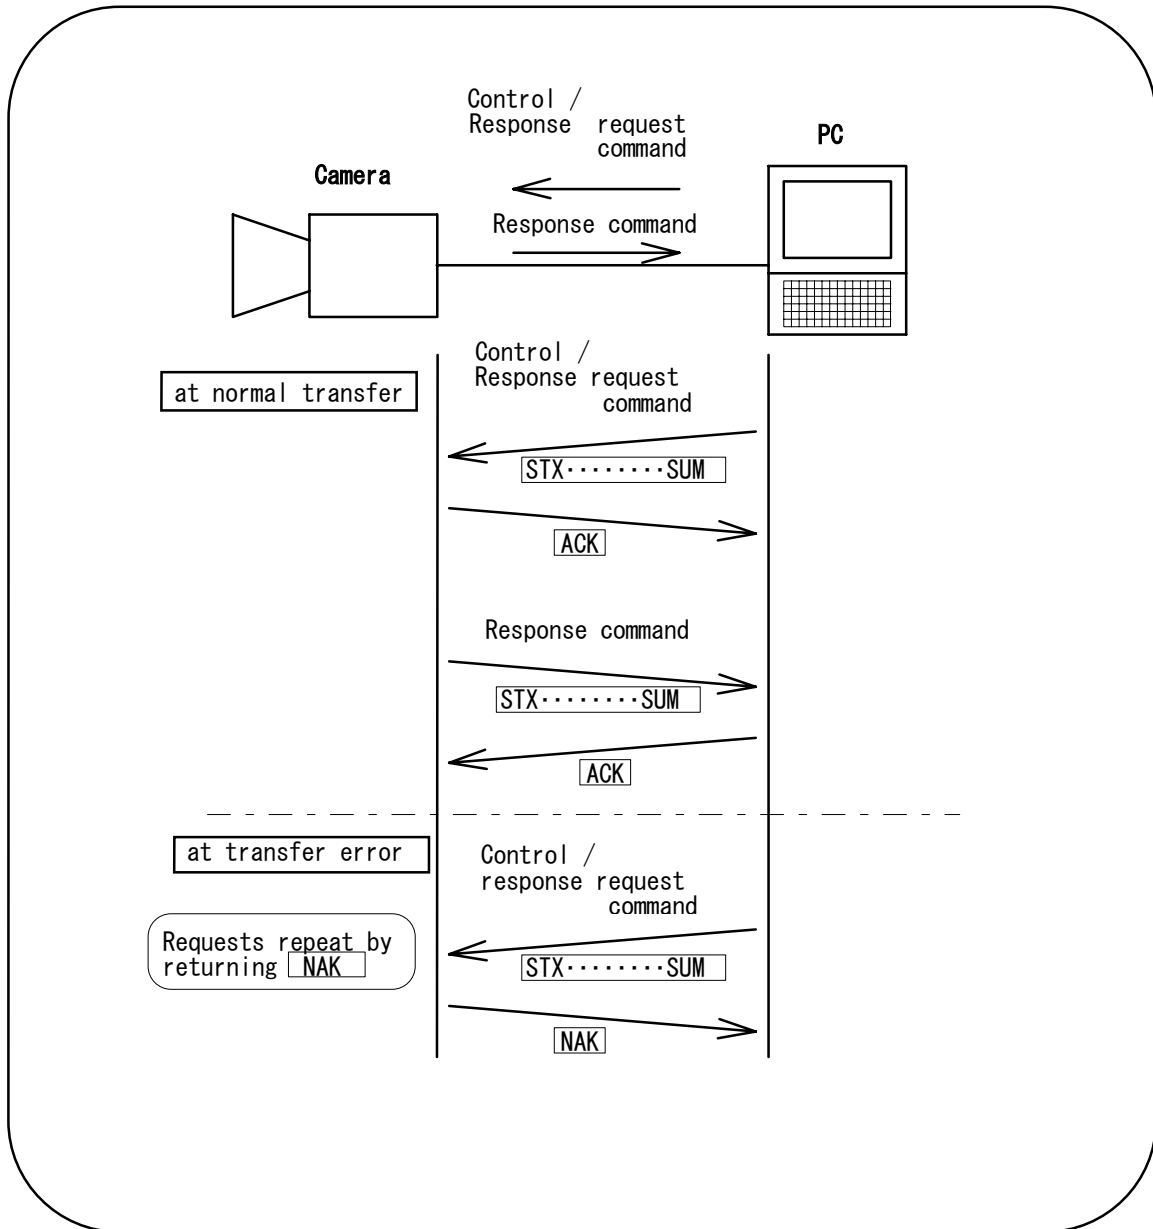 Control /
Response request
command
PC
Camera
Response command
Control /
Response request
command
at normal transfer
STX········SUM
ACK
Response command
STX········SUM
ACK
at transfer error
Control /
response request
command
Requests repeat by
returning NAK
STX········SUM
NAK